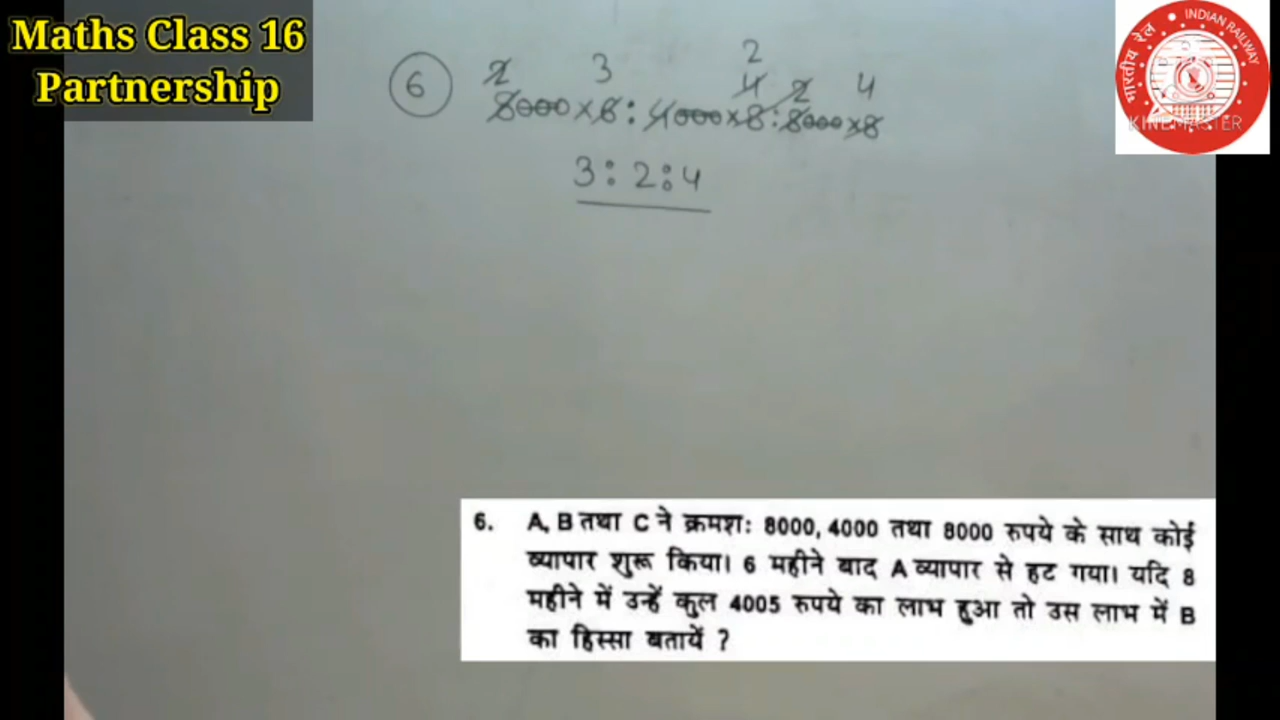 Maths Class 16
Partnership
INDIAN RAILWAY
भारतीय रेल
KINEMASTER
6 2 3 2
4 2 4
8000×6 : 4000×8 : 8000×8
3 : 2 : 4
6. A, B तथा C ने क्रमशः 8000, 4000 तथा 8000 रुपये के साथ कोई
व्यापार शुरू किया। 6 महीने बाद A व्यापार से हट गया। यदि 8
महीने में उन्हें कुल 4005 रुपये का लाभ हुआ तो उस लाभ में B
का हिस्सा बतायें ?